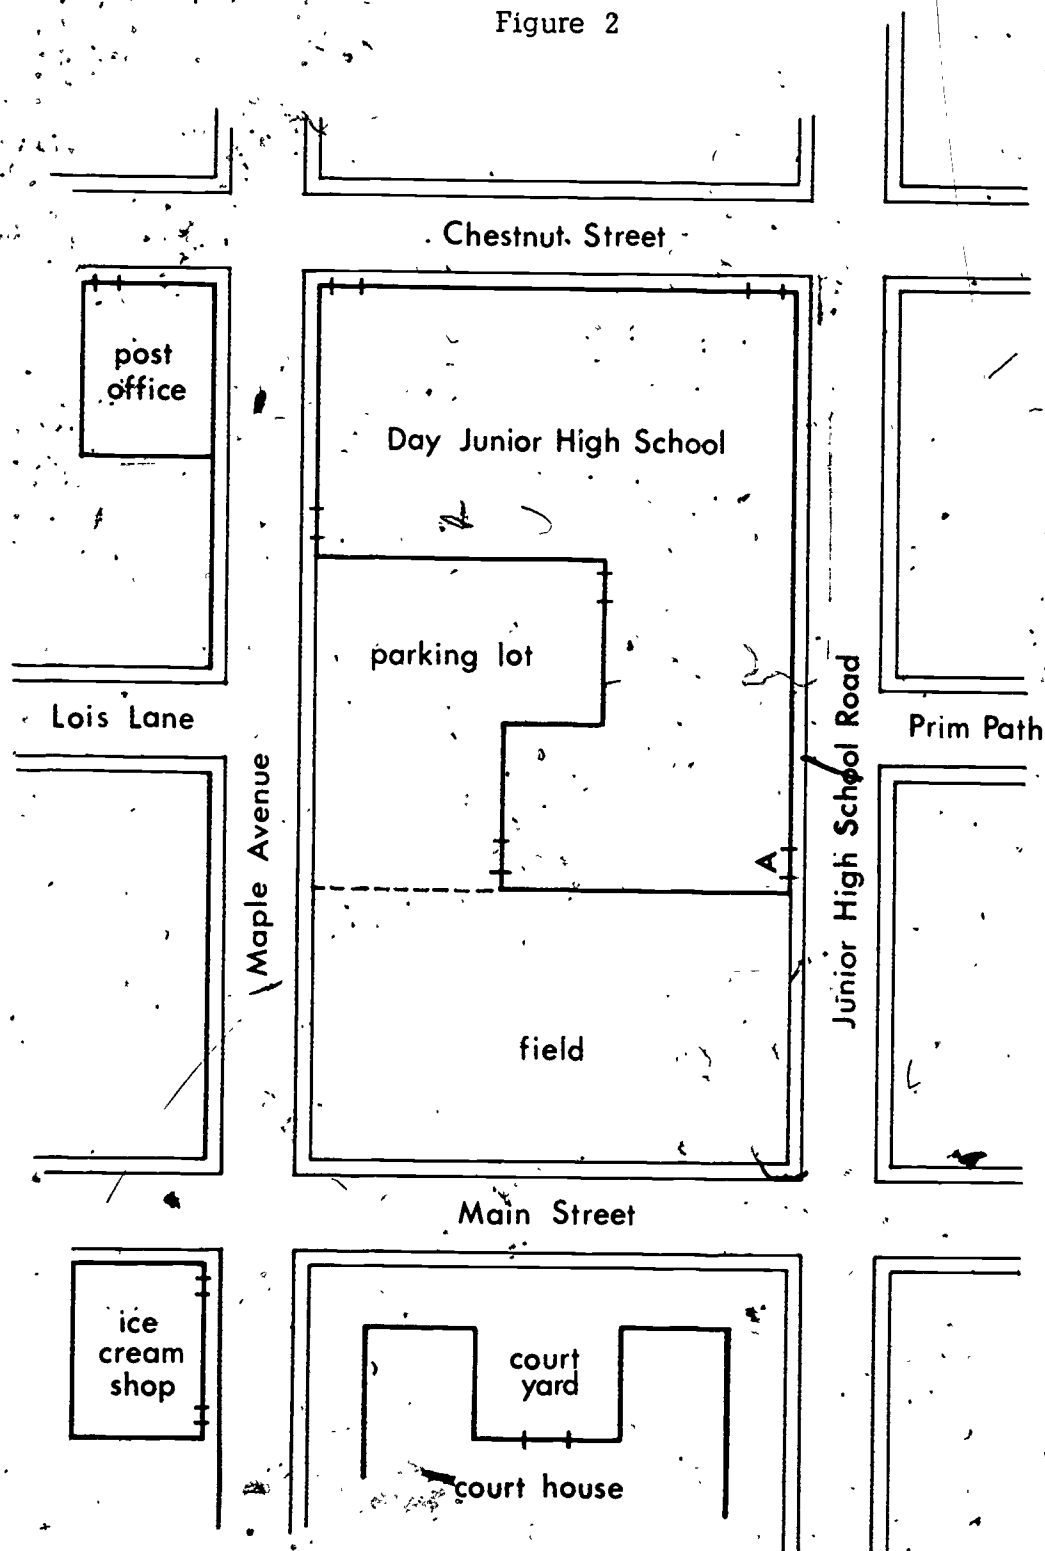 Figure 2
Chestnut Street
post
office
Day Junior High School
parking lot
Lois Lane
Prim Path
Maple Avenue
Junior High School Road
A
field
Main Street
ice
cream
shop
court
yard
court house